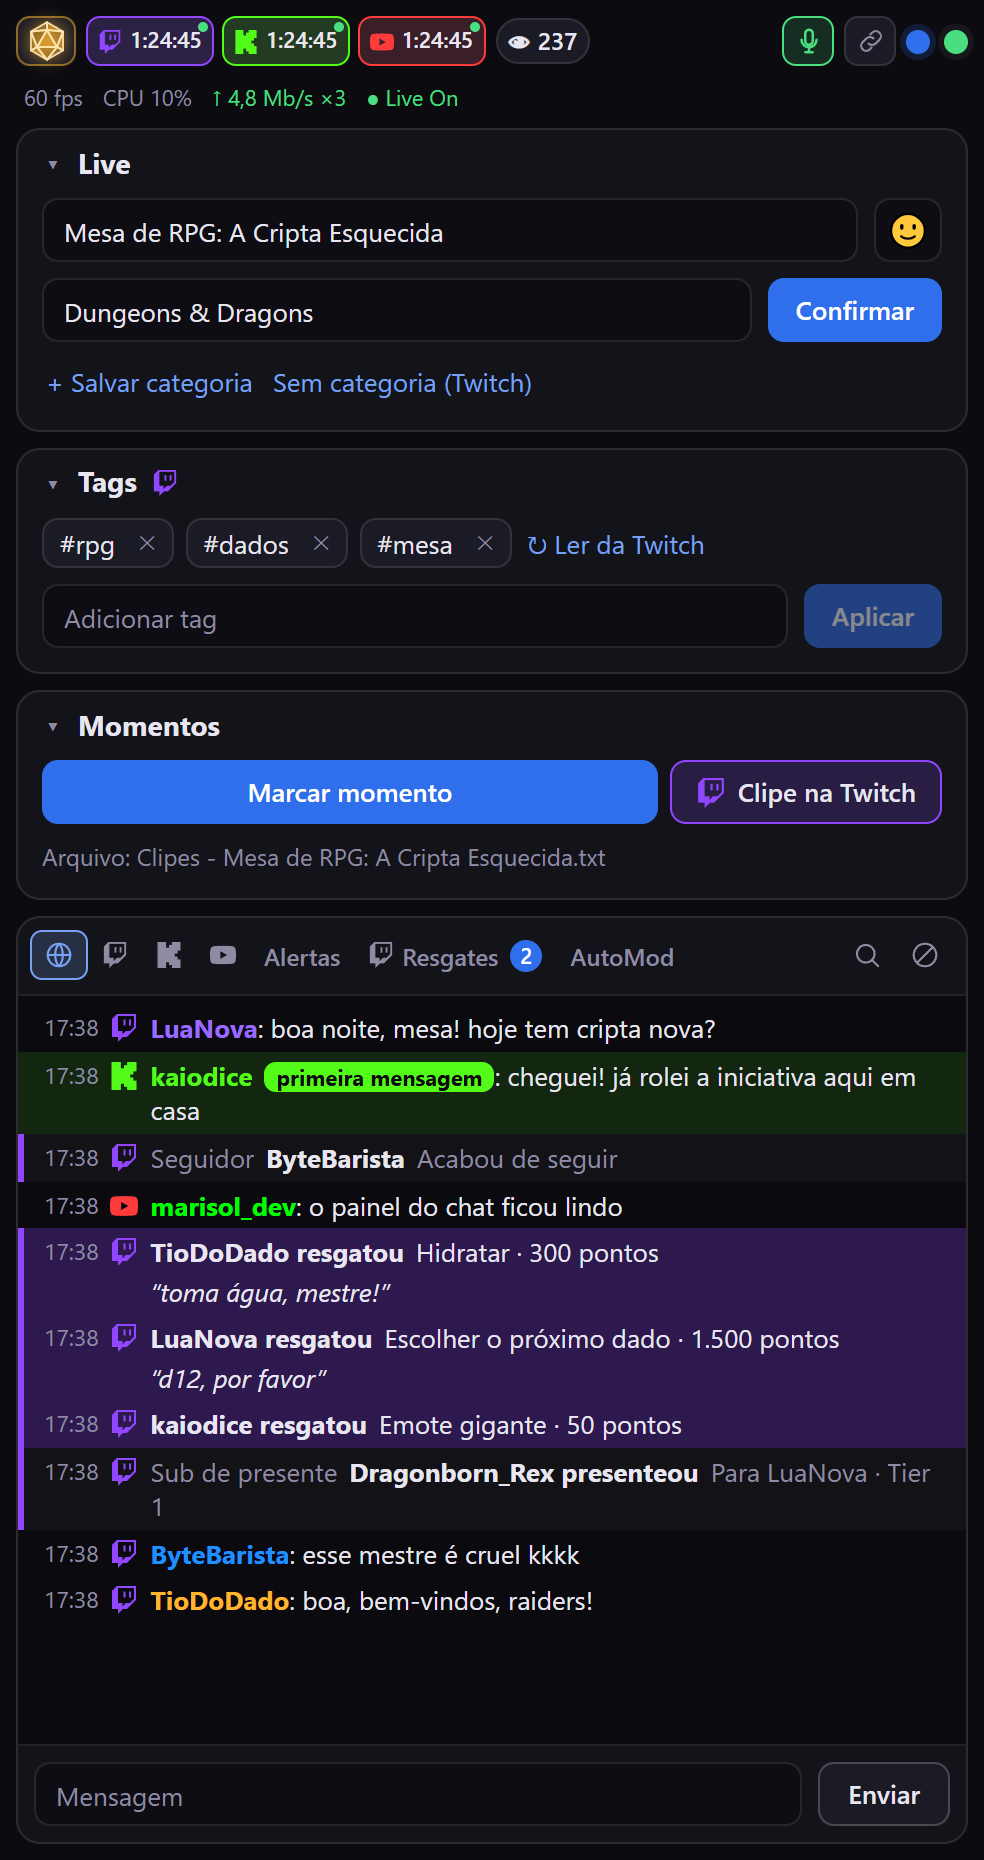 1:24:45 1:24:45 1:24:45 237
60 fps CPU 10% ↑ 4,8 Mb/s ×3 ● Live On
▼ Live
Mesa de RPG: A Cripta Esquecida
Dungeons & Dragons Confirmar
+ Salvar categoria Sem categoria (Twitch)
▼ Tags
#rpg × #dados × #mesa × ↻ Ler da Twitch
Adicionar tag Aplicar
▼ Momentos
Marcar momento Clipe na Twitch
Arquivo: Clipes - Mesa de RPG: A Cripta Esquecida.txt
Alertas Resgates 2 AutoMod
17:38 LuaNova: boa noite, mesa! hoje tem cripta nova?
17:38 kaiodice primeira mensagem: cheguei! já rolei a iniciativa aqui em
casa
17:38 Seguidor ByteBarista Acabou de seguir
17:38 marisol_dev: o painel do chat ficou lindo
17:38 TioDoDado resgatou Hidratar · 300 pontos
“toma água, mestre!”
17:38 LuaNova resgatou Escolher o próximo dado · 1.500 pontos
“d12, por favor”
17:38 kaiodice resgatou Emote gigante · 50 pontos
17:38 Sub de presente Dragonborn_Rex presenteou Para LuaNova · Tier
1
17:38 ByteBarista: esse mestre é cruel kkkk
17:38 TioDoDado: boa, bem-vindos, raiders!
Mensagem Enviar